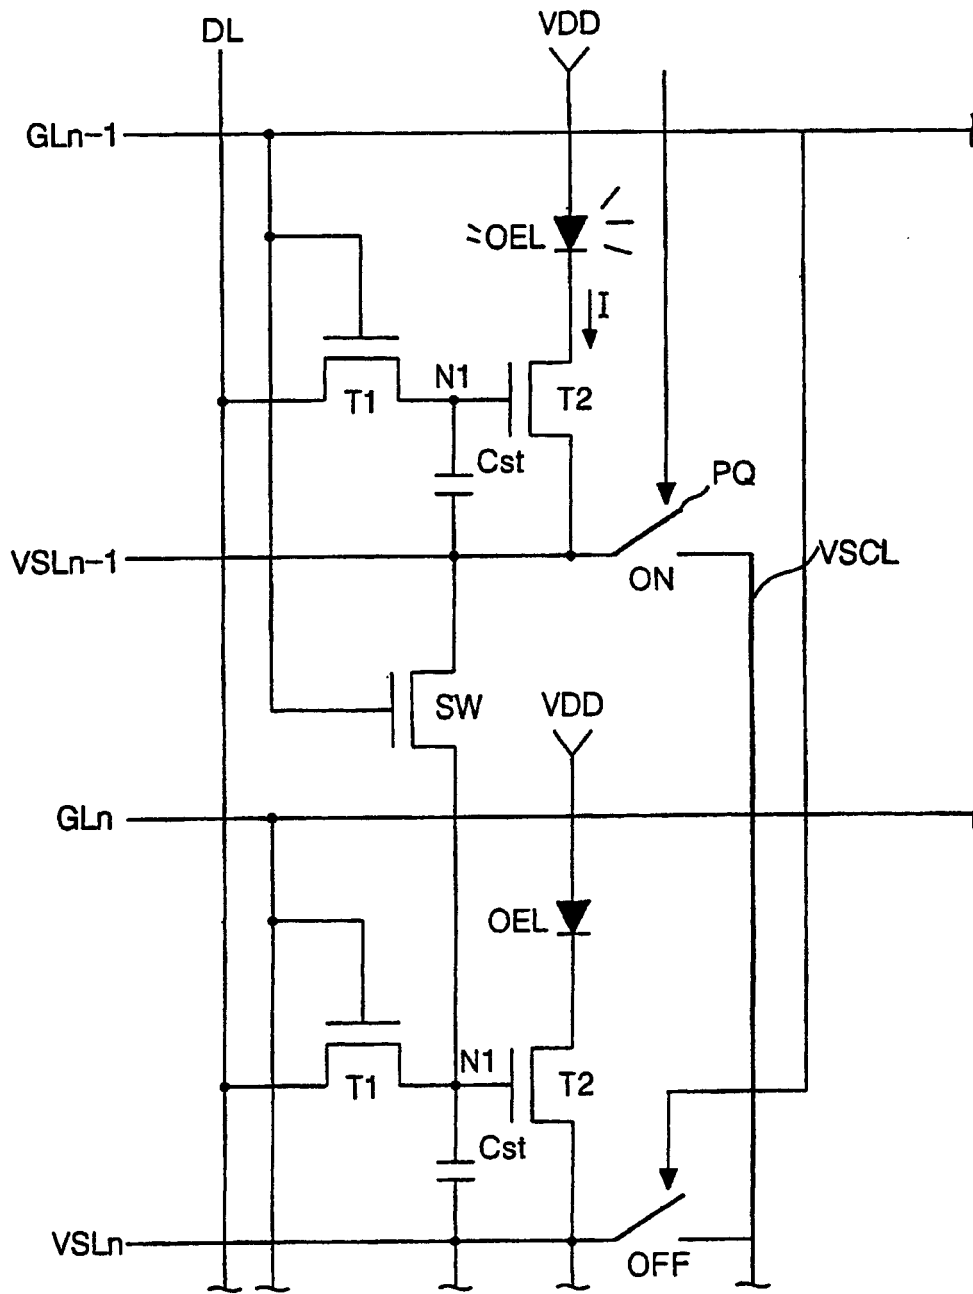 DL
VDD
GLn-1
OEL
I
N1
T1
T2
Cst
PQ
VSLn-1
ON
VSCL
SW
VDD
GLn
OEL
N1
T1
T2
Cst
VSLn
OFF